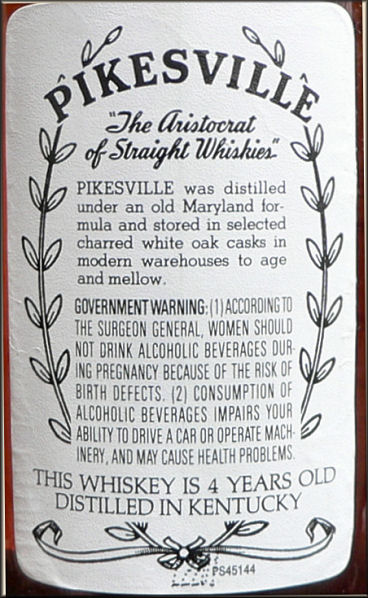 PIKESVILLE
"The Aristocrat
of Straight Whiskies"
PIKESVILLE was distilled
under an old Maryland for-
mula and stored in selected
charred white oak casks in
modern warehouses to age
and mellow.
GOVERNMENT WARNING: (1) ACCORDING TO
THE SURGEON GENERAL, WOMEN SHOULD
NOT DRINK ALCOHOLIC BEVERAGES DUR-
ING PREGNANCY BECAUSE OF THE RISK OF
BIRTH DEFECTS. (2) CONSUMPTION OF
ALCOHOLIC BEVERAGES IMPAIRS YOUR
ABILITY TO DRIVE A CAR OR OPERATE MACH-
INERY, AND MAY CAUSE HEALTH PROBLEMS.
THIS WHISKEY IS 4 YEARS OLD
DISTILLED IN KENTUCKY
PS45144